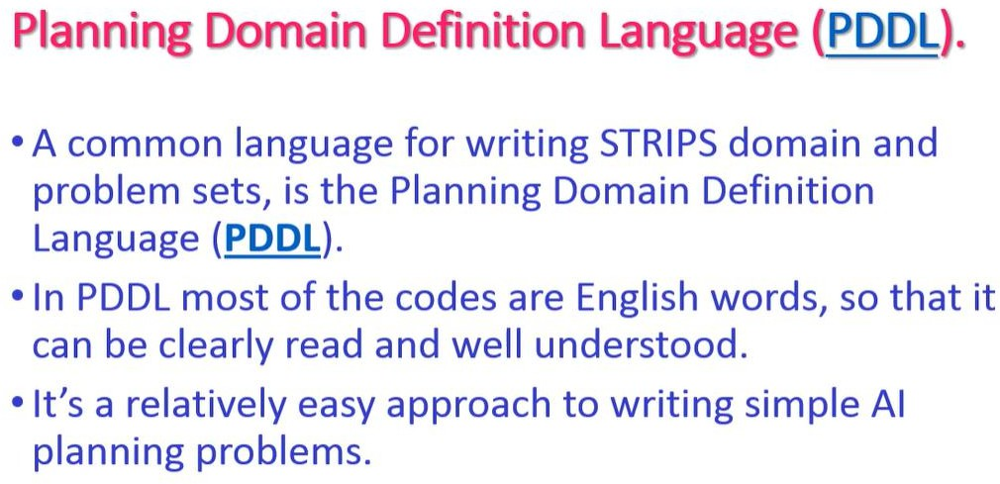 Planning Domain Definition Language (PDDL).
• A common language for writing STRIPS domain and
problem sets, is the Planning Domain Definition
Language (PDDL).
• In PDDL most of the codes are English words, so that it
can be clearly read and well understood.
• It’s a relatively easy approach to writing simple AI
planning problems.